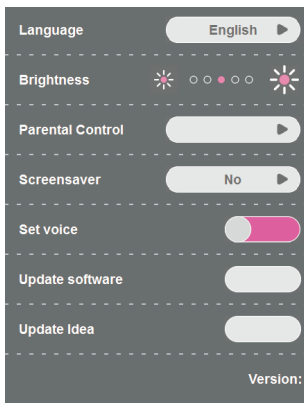 Language
English
Brightness
Parental Control
Screensaver
No
Set voice
Update software
Update Idea
Version: